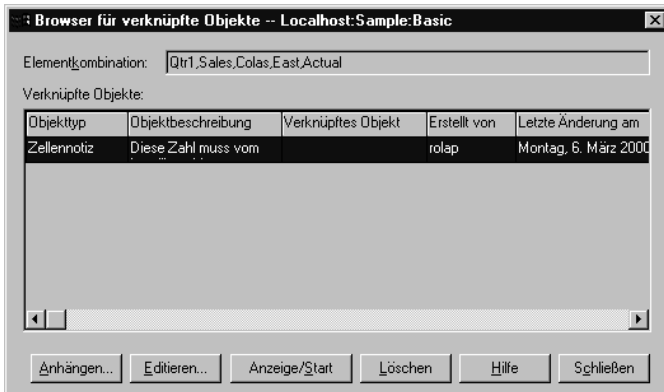 Browser für verknüpfte Objekte -- Localhost:Sample:Basic
Elementkombination: Qtr1,Sales,Colas,East,Actual
Verknüpfte Objekte:
Objekttyp Objektbeschreibung Verknüpftes Objekt Erstellt von Letzte Änderung am
Zellennotiz Diese Zahl muss vom rolap Montag, 6. März 2000
Anhängen... Editieren... Anzeige/Start Löschen Hilfe Schließen